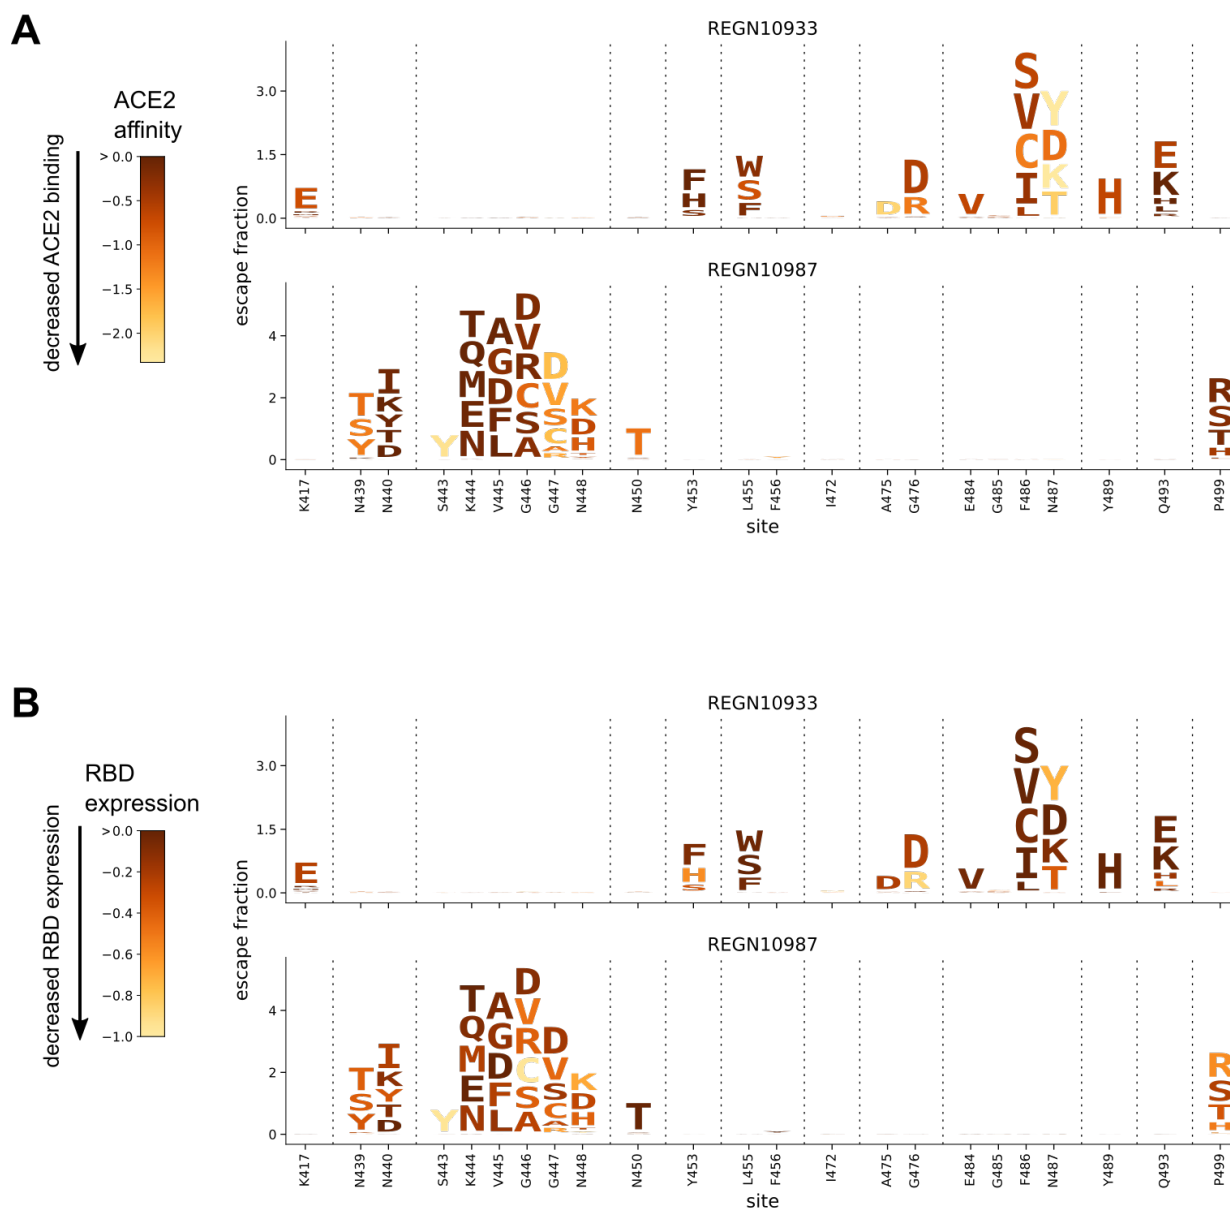 A
ACE2
affinity
decreased ACE2 binding
> 0.0
−0.5
−1.0
−1.5
−2.0
escape fraction
REGN10933
3.0
1.5
0.0
E
F
H
S
W
S
F
D
D
R
V
S
V
C
I
L
Y
D
K
T
H
E
K
H
L
R
REGN10987
4
2
0
T
S
Y
I
K
Y
T
D
Y
T
Q
M
E
N
A
G
D
F
L
D
V
R
C
S
A
D
V
S
C
A
R
K
D
H
T
R
S
T
H
K417
N439
N440
S443
K444
V445
G446
G447
N448
N450
Y453
L455
F456
I472
A475
G476
E484
G485
F486
N487
Y489
Q493
P499
site
B
RBD
expression
decreased RBD expression
>0.0
−0.2
−0.4
−0.6
−0.8
−1.0
escape fraction
REGN10933
3.0
1.5
0.0
E
F
H
S
W
S
F
D
D
R
V
S
V
C
I
L
Y
D
K
T
H
E
K
H
L
R
REGN10987
4
2
0
T
S
Y
I
K
Y
T
D
Y
T
Q
M
E
N
A
G
D
F
L
D
V
R
C
S
A
D
V
S
C
A
R
K
D
H
T
R
S
T
H
K417
N439
N440
S443
K444
V445
G446
G447
N448
N450
Y453
L455
F456
I472
A475
G476
E484
G485
F486
N487
Y489
Q493
P499
site